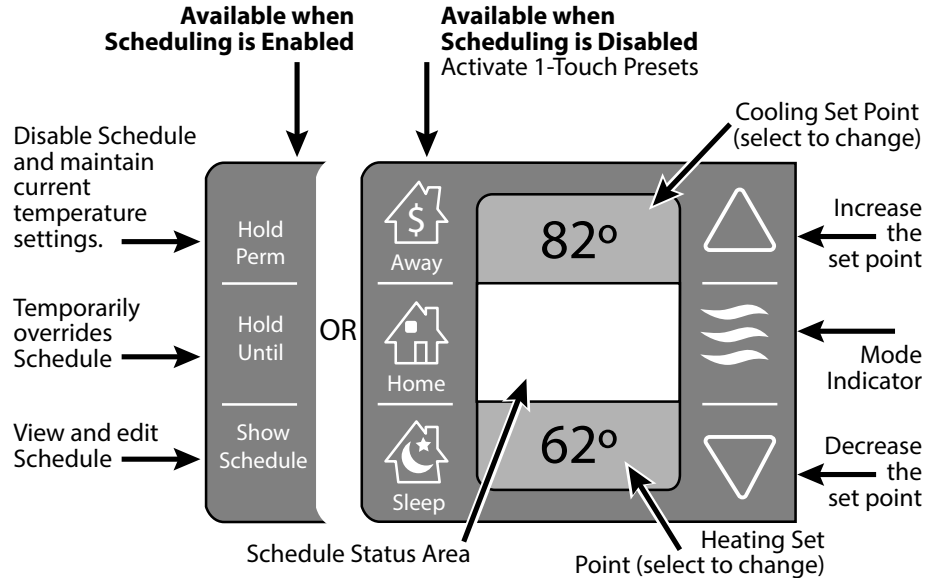 Available when
Scheduling is Enabled
Available when
Scheduling is Disabled
Activate 1-Touch Presets
Cooling Set Point
(select to change)
Disable Schedule
and maintain
current
temperature
settings.
Hold
Perm
Away
82º
Increase
the
set point
Temporarily
overrides
Schedule
Hold
Until
OR
Home
Mode
Indicator
View and edit
Schedule
Show
Schedule
Sleep
62º
Decrease
the
set point
Schedule Status Area
Heating Set
Point (select to change)